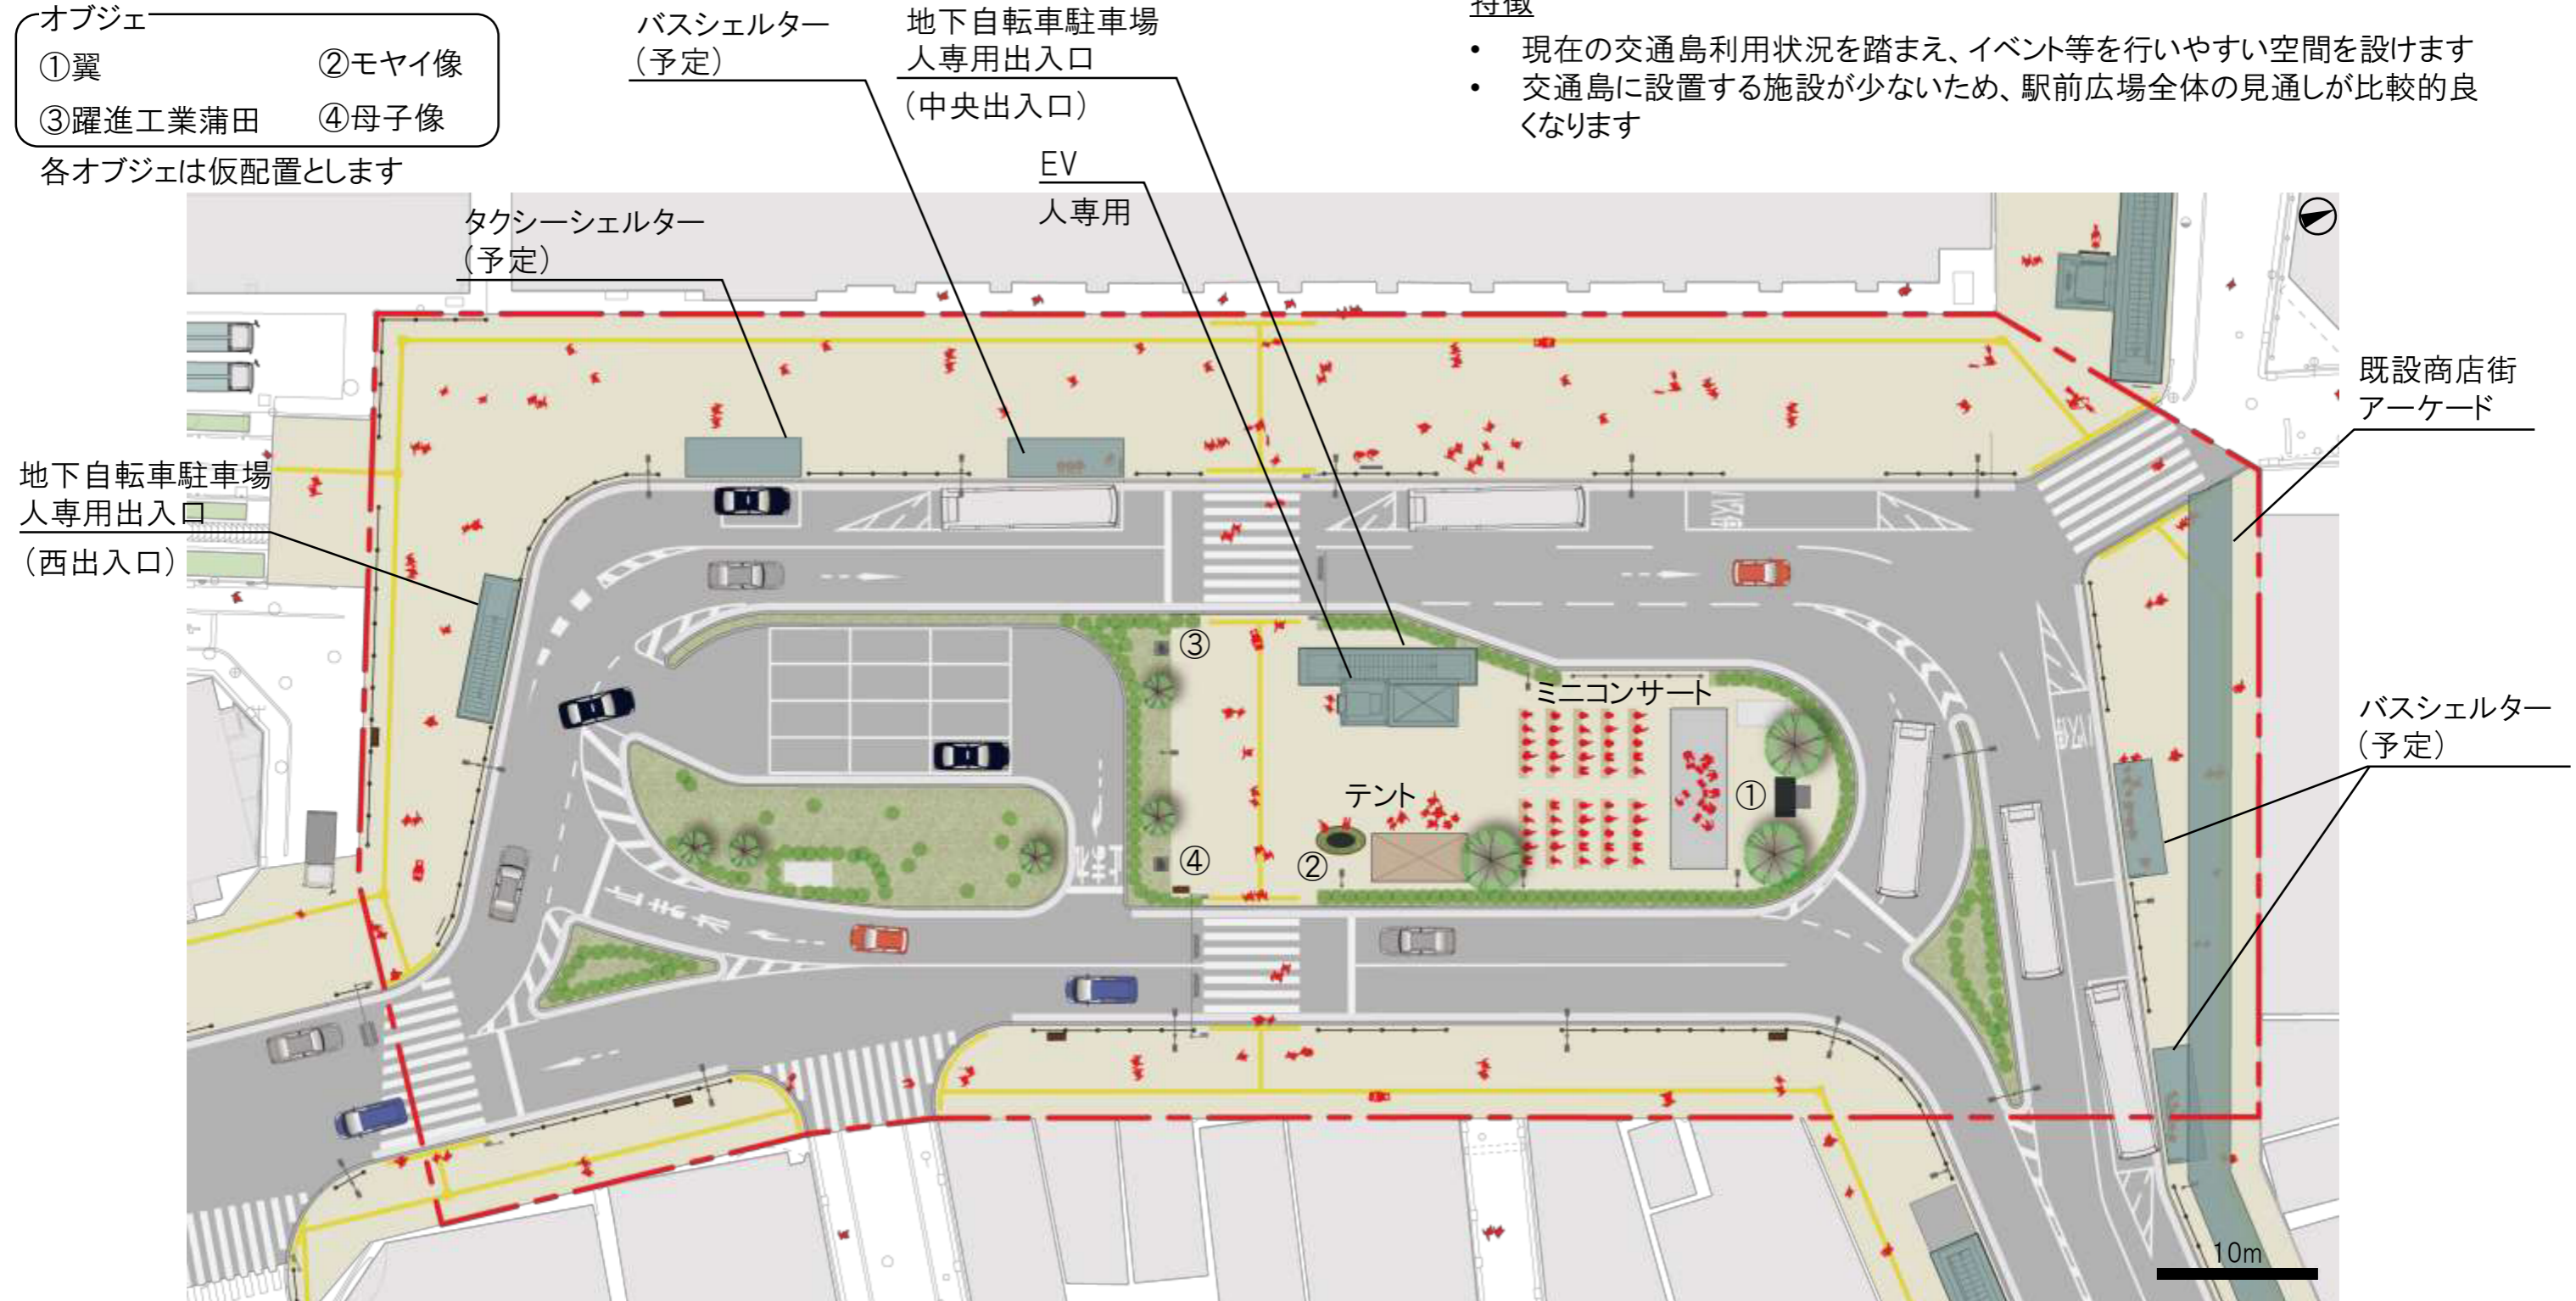 オブジェ
①翼 ②モヤイ像
③躍進工業蒲田 ④母子像
各オブジェは仮配置とします
バスシェルター
(予定)
地下自転車駐車場
人専用出入口
(中央出入口)
特徴
• 現在の交通島利用状況を踏まえ、イベント等を行いやすい空間を設けます
• 交通島に設置する施設が少ないため、駅前広場全体の見通しが比較的良
くなります
EV
人専用
タクシーシェルター
(予定)
既設商店街
アーケード
地下自転車駐車場
人専用出入口
(西出入口)
バス停
バス停
③
ミニコンサート
バスシェルター
(予定)
テント
①
②
④
10m